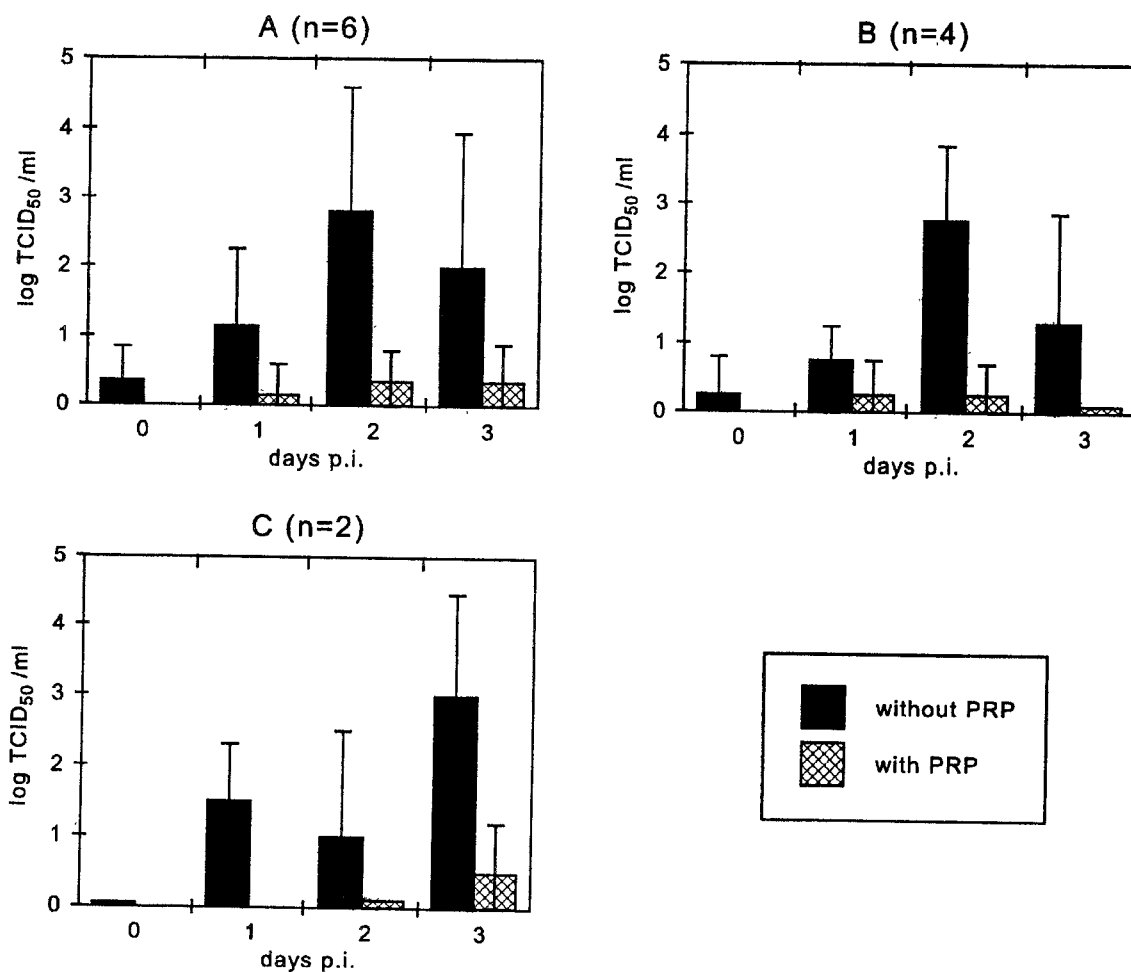 A (n=6)
5
4
3
2
1
0
log TCID50 /ml
0 1 2 3
days p.i.
B (n=4)
5
4
3
2
1
0
log TCID50 /ml
0 1 2 3
days p.i.
C (n=2)
5
4
3
2
1
0
log TCID50 /ml
0 1 2 3
days p.i.
without PRP
with PRP